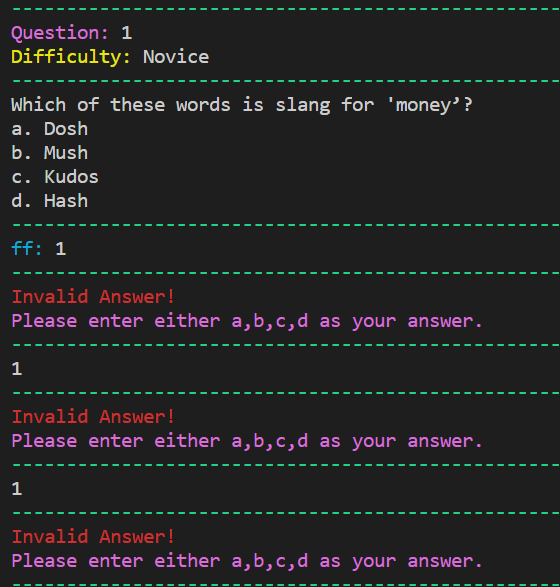 Question: 1
Difficulty: Novice
Which of these words is slang for 'money’?
a. Dosh
b. Mush
c. Kudos
d. Hash
ff: 1
Invalid Answer!
Please enter either a,b,c,d as your answer.
1
Invalid Answer!
Please enter either a,b,c,d as your answer.
1
Invalid Answer!
Please enter either a,b,c,d as your answer.